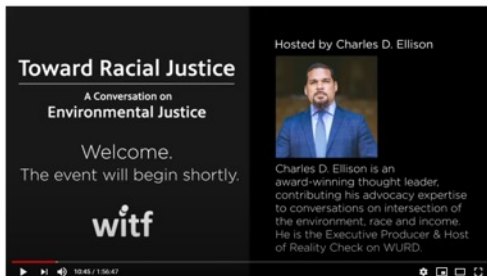 Toward Racial Justice
A Conversation on
Environmental Justice
Welcome.
The event will begin shortly.
witf
Hosted by Charles D. Ellison
Charles D. Ellison is an
award-winning thought leader,
contributing his advocacy expertise
to conversations on intersection of
the environment, race and income.
He is the Executive Producer & Host
of Reality Check on WURD.
10:45 / 1:56:47